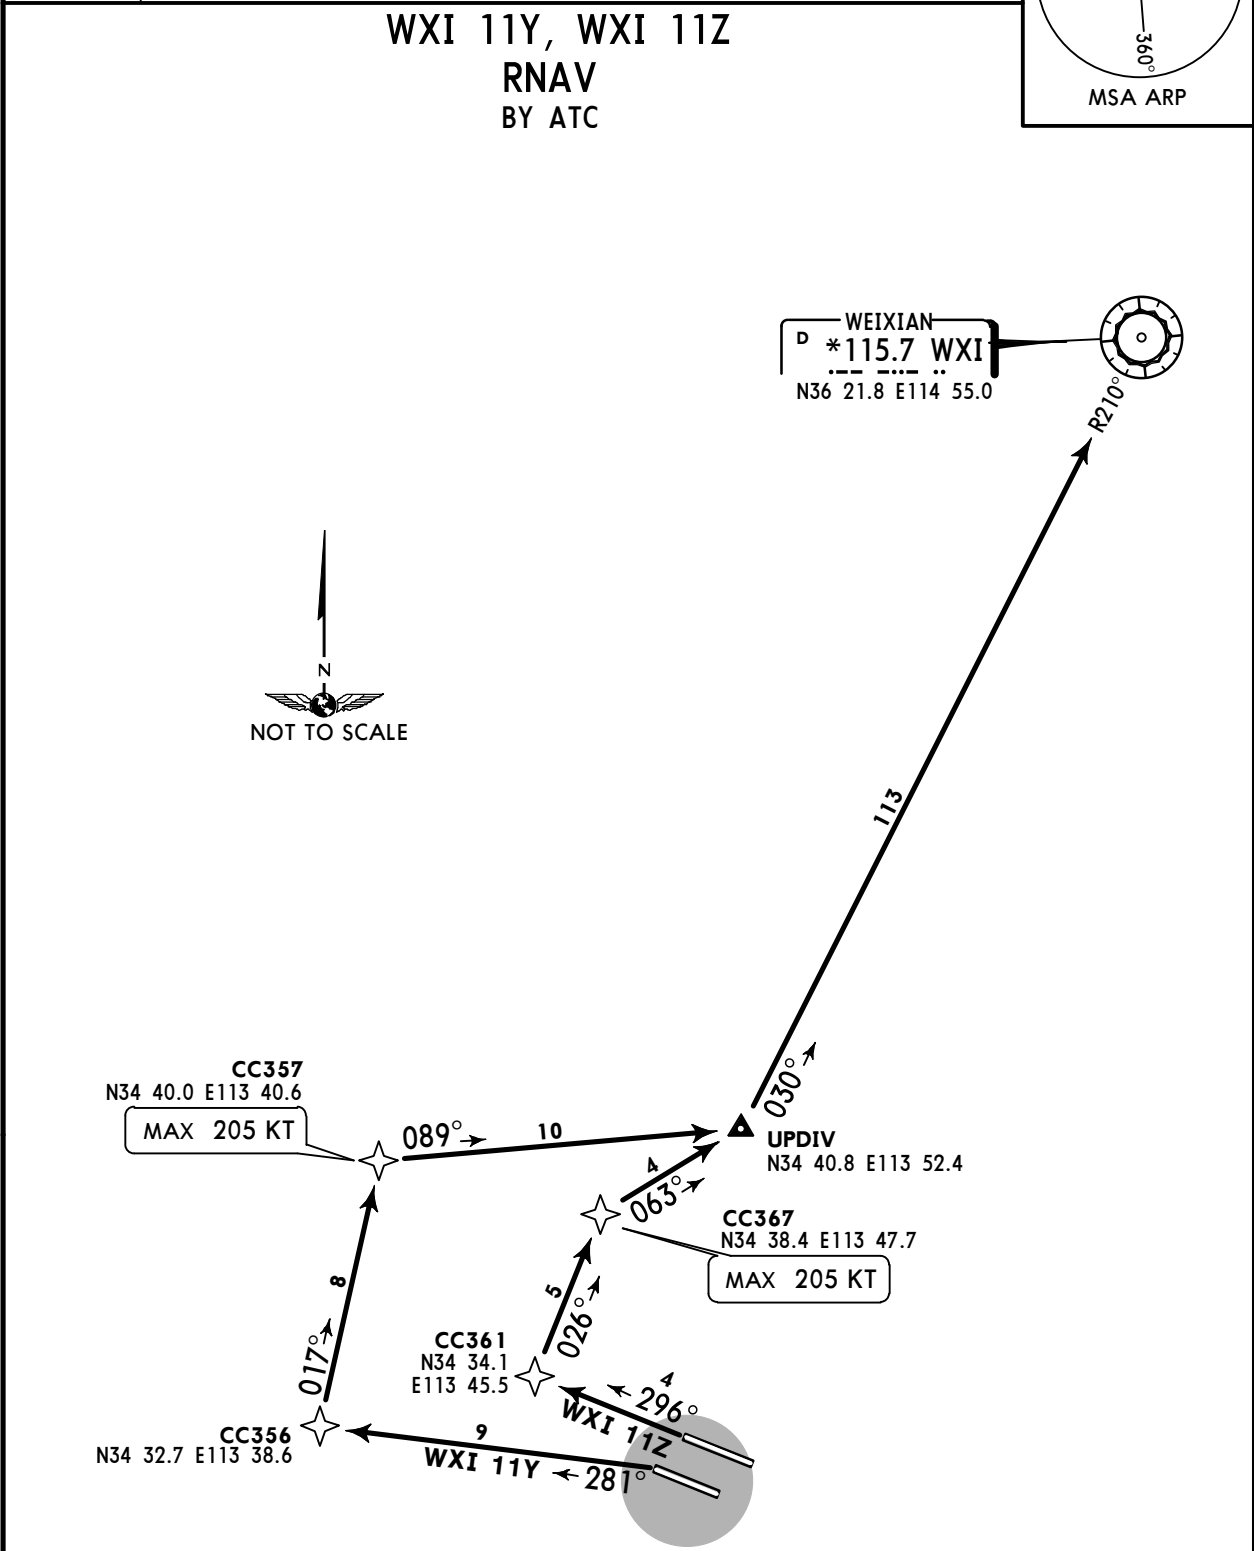 WXI 11Y, WXI 11Z
RNAV
BY ATC
360°
MSA ARP
WEIXIAN
D *115.7 WXI
N36 21.8 E114 55.0
R210°
N
NOT TO SCALE
113
030°
CC357
N34 40.0 E113 40.6
MAX 205 KT
089°
10
UPDIV
N34 40.8 E113 52.4
4
063°
CC367
N34 38.4 E113 47.7
MAX 205 KT
8
017°
5
026°
CC361
N34 34.1
E113 45.5
4
296°
WXI 11Z
CC356
N34 32.7 E113 38.6
9
WXI 11Y
281°